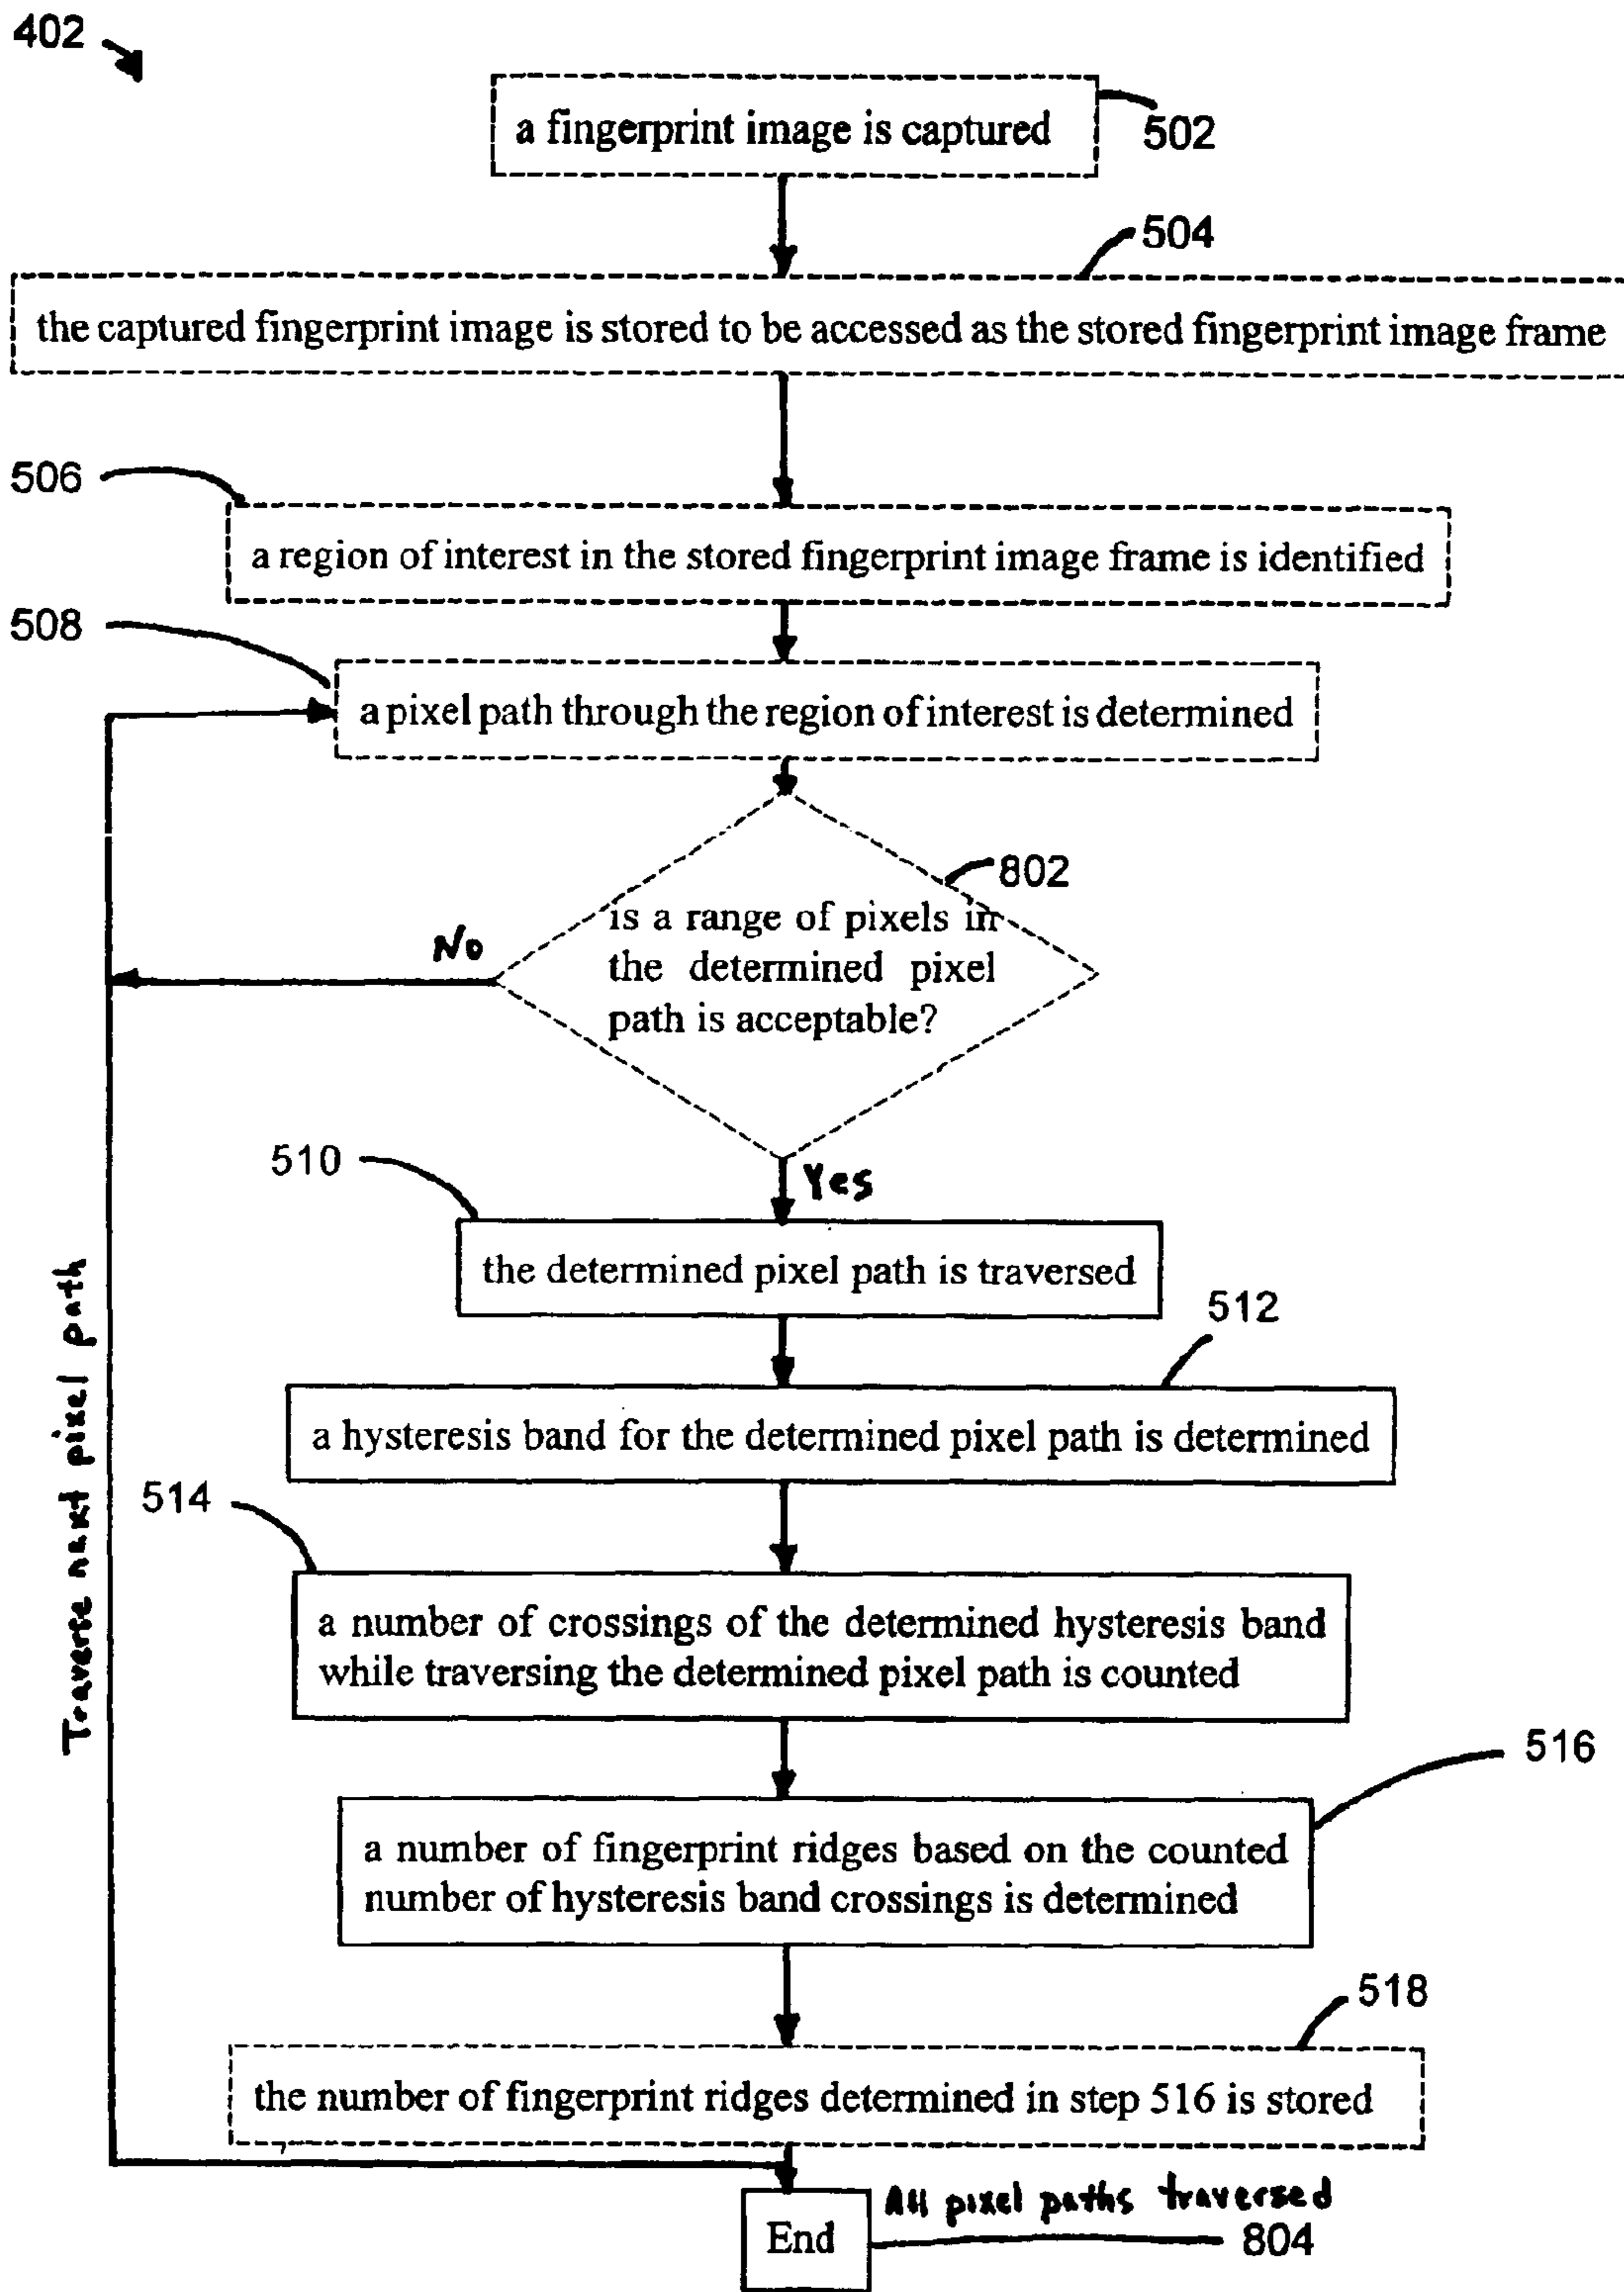 402
a fingerprint image is captured
502
504
the captured fingerprint image is stored to be accessed as the stored fingerprint image frame
506
a region of interest in the stored fingerprint image frame is identified
508
a pixel path through the region of interest is determined
802
is a range of pixels in
the determined pixel
path is acceptable?
No
Yes
510
the determined pixel path is traversed
512
a hysteresis band for the determined pixel path is determined
514
a number of crossings of the determined hysteresis band
while traversing the determined pixel path is counted
516
a number of fingerprint ridges based on the counted
number of hysteresis band crossings is determined
518
the number of fingerprint ridges determined in step 516 is stored
Traverse next pixel path
End
All pixel paths traversed
804